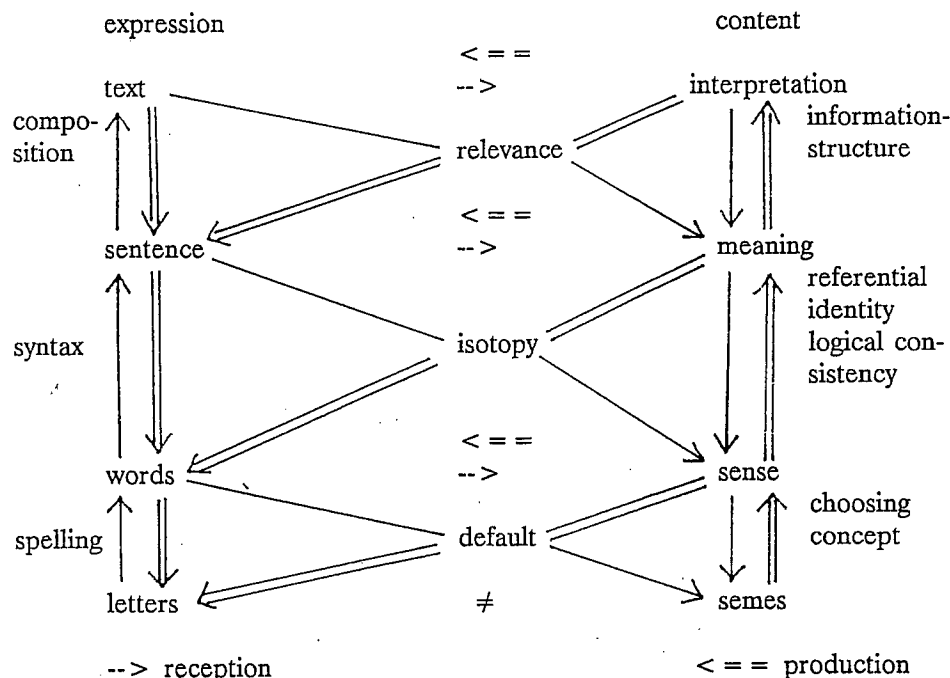 expression content
< = =
text --> interpretation
compo-
sition
information-
structure
relevance
< = =
-->
sentence meaning
referential
identity
logical con-
sistency
syntax
isotopy
< = =
-->
words sense
choosing
concept
spelling
default
letters ≠ semes
--> reception < = = production